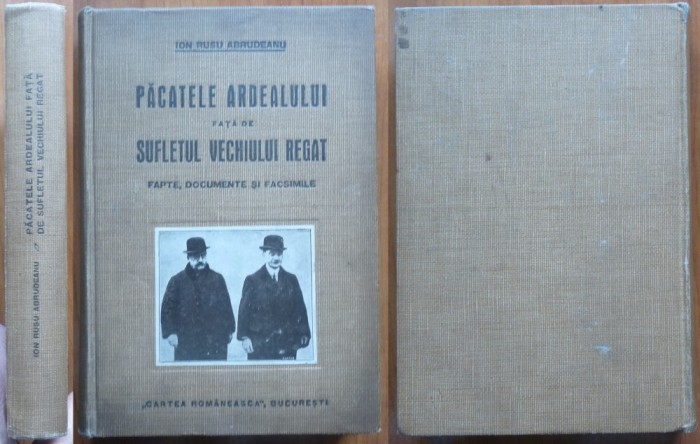 ION RUSU ABRUDEANU
PĂCATELE ARDEALULUI FAȚĂ
DE SUFLETUL VECHIULUI REGAT
ION RUSU ABRUDEANU
PĂCATELE ARDEALULUI
FAȚĂ DE
SUFLETUL VECHIULUI REGAT
FAPTE, DOCUMENTE ȘI FACSIMILE
„CARTEA ROMÂNEASCA”, BUCUREȘTI